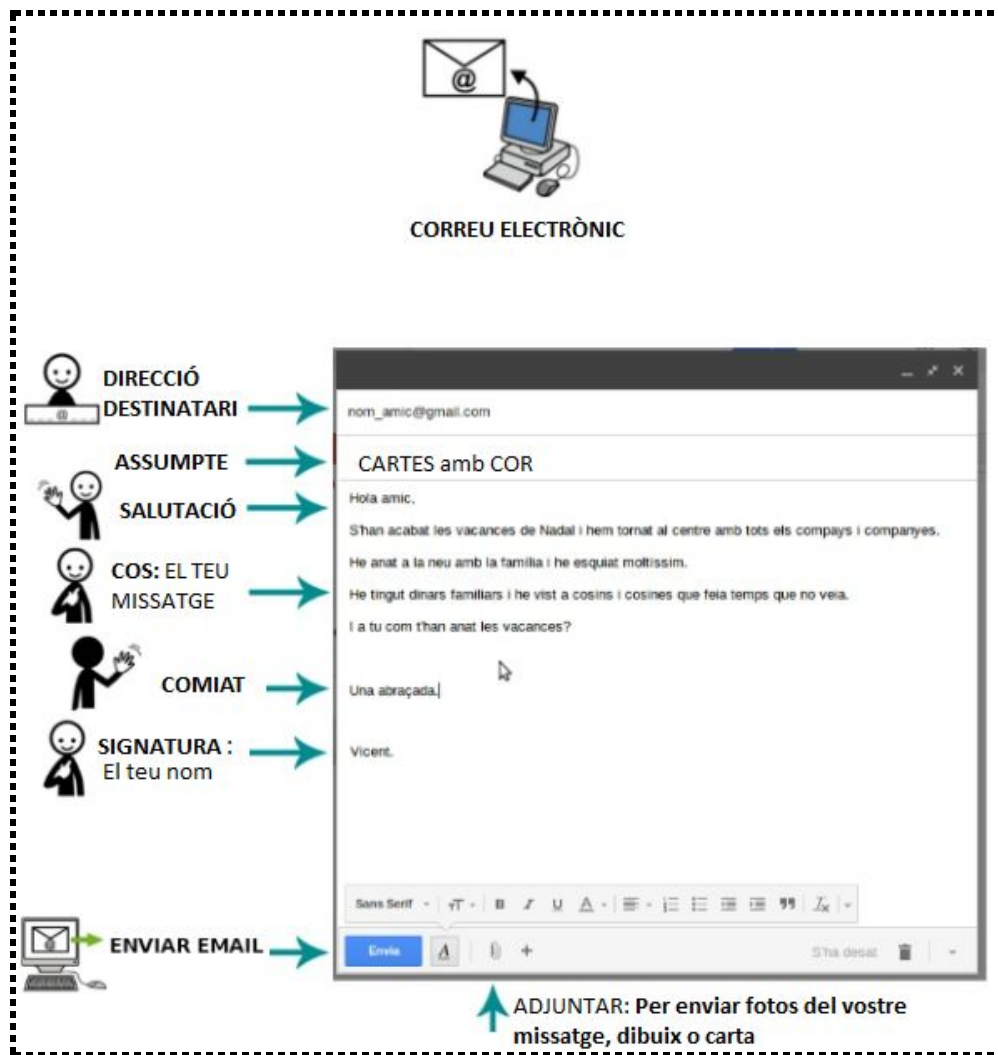 @
CORREU ELECTRÒNIC
DIRECCIÓ
DESTINATARI
@
nom_amic@gmail.com
ASSUMPTE
CARTES amb COR
SALUTACIÓ
Hola amic,
S'han acabat les vacances de Nadal i hem tornat al centre amb tots els compays i companyes.
COS: EL TEU
MISSATGE
He anat a la neu amb la família i he esquiat moltíssim.
He tingut dinars familiars i he vist a cosins i cosines que feia temps que no veia.
I a tu com t'han anat les vacances?
COMIAT
Una abraçada,
SIGNATURA :
El teu nom
Vicent.
Sans Serif
B I U A
ENVIAR EMAIL
Envia
A
S'ha desat
ADJUNTAR: Per enviar fotos del vostre
missatge, dibuix o carta